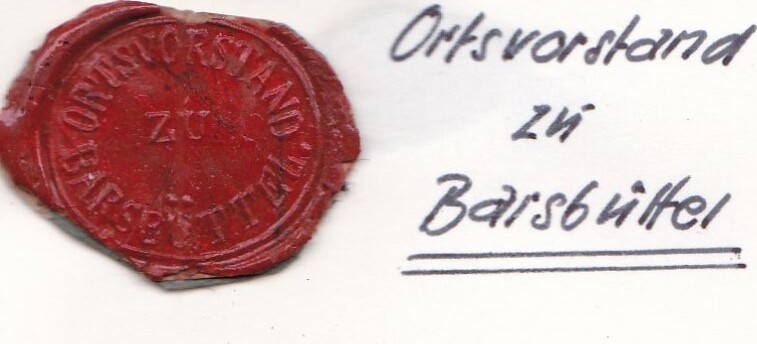 ORTSVORSTAND
ZU
BARSBÜTTEL.
Ortsvorstand
zu
Barsbüttel